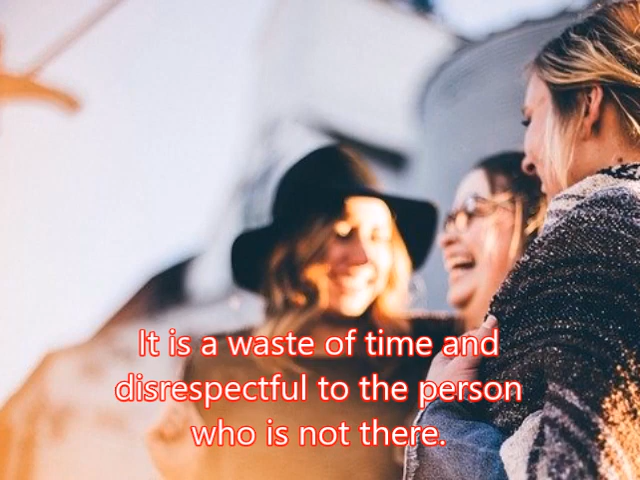 It is a waste of time and
disrespectful to the person
who is not there.